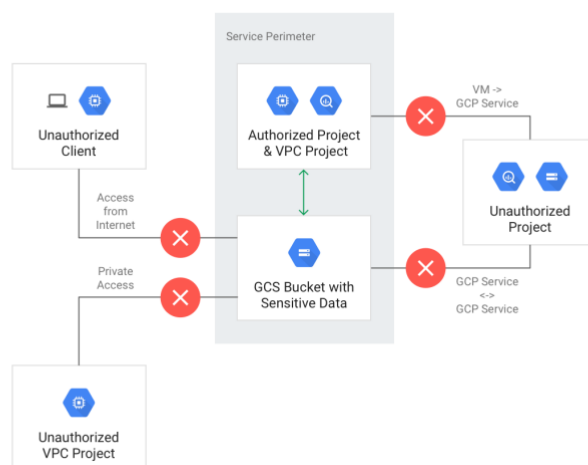 Service Perimeter
Unauthorized
Client
Authorized Project
& VPC Project
VM ->
GCP Service
Unauthorized
Project
Access
from
Internet
GCS Bucket with
Sensitive Data
Private
Access
GCP Service
<->
GCP Service
Unauthorized
VPC Project